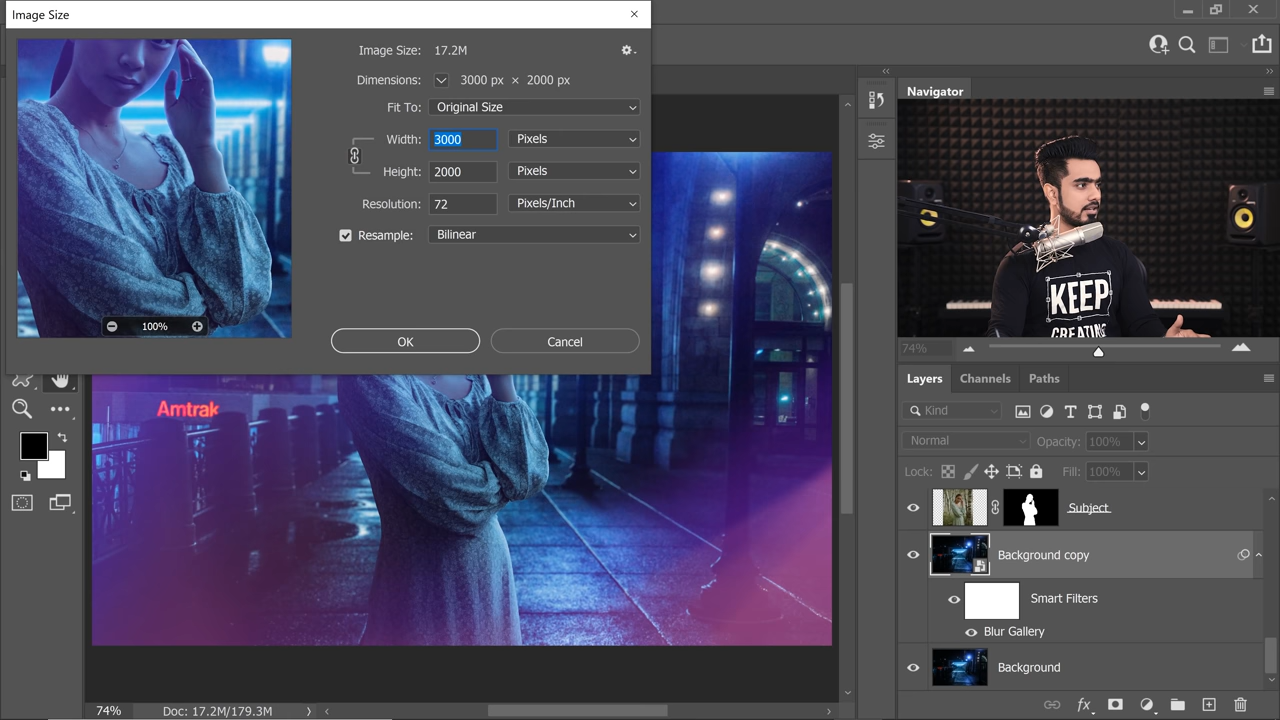 Image Size
Image Size: 17.2M
Dimensions: 3000 px × 2000 px
Fit To: Original Size
Width: 3000 Pixels
Height: 2000 Pixels
Resolution: 72 Pixels/Inch
Resample: Bilinear
100%
OK
Cancel
Amtrak
74%
Doc: 17.2M/179.3M
Navigator
KEEP
CREATING
74%
Layers
Channels
Paths
Kind
Normal
Opacity: 100%
Lock:
Fill: 100%
Subject
Background copy
Smart Filters
Blur Gallery
Background
fx